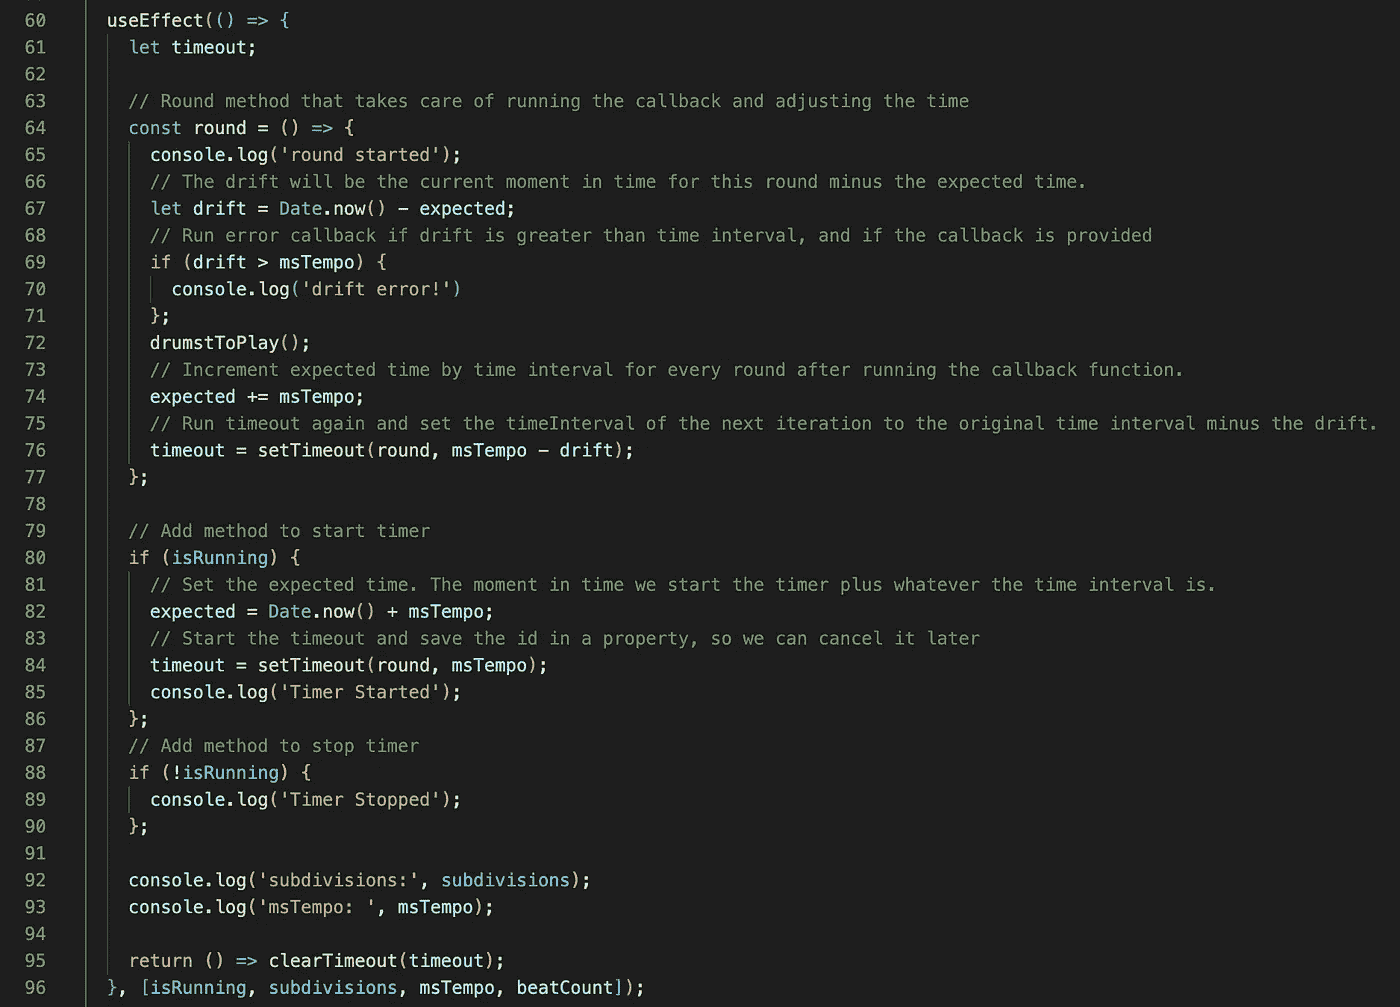 60 useEffect(() => {
61 let timeout;
62
63 // Round method that takes care of running the callback and adjusting the time
64 const round = () => {
65 console.log('round started');
66 // The drift will be the current moment in time for this round minus the expected time.
67 let drift = Date.now() - expected;
68 // Run error callback if drift is greater than time interval, and if the callback is provided
69 if (drift > msTempo) {
70 console.log('drift error!')
71 };
72 drumstToPlay();
73 // Increment expected time by time interval for every round after running the callback function.
74 expected += msTempo;
75 // Run timeout again and set the timeInterval of the next iteration to the original time interval minus the drift.
76 timeout = setTimeout(round, msTempo - drift);
77 };
78
79 // Add method to start timer
80 if (isRunning) {
81 // Set the expected time. The moment in time we start the timer plus whatever the time interval is.
82 expected = Date.now() + msTempo;
83 // Start the timeout and save the id in a property, so we can cancel it later
84 timeout = setTimeout(round, msTempo);
85 console.log('Timer Started');
86 };
87 // Add method to stop timer
88 if (!isRunning) {
89 console.log('Timer Stopped');
90 };
91
92 console.log('subdivisions:', subdivisions);
93 console.log('msTempo: ', msTempo);
94
95 return () => clearTimeout(timeout);
96 }, [isRunning, subdivisions, msTempo, beatCount]);